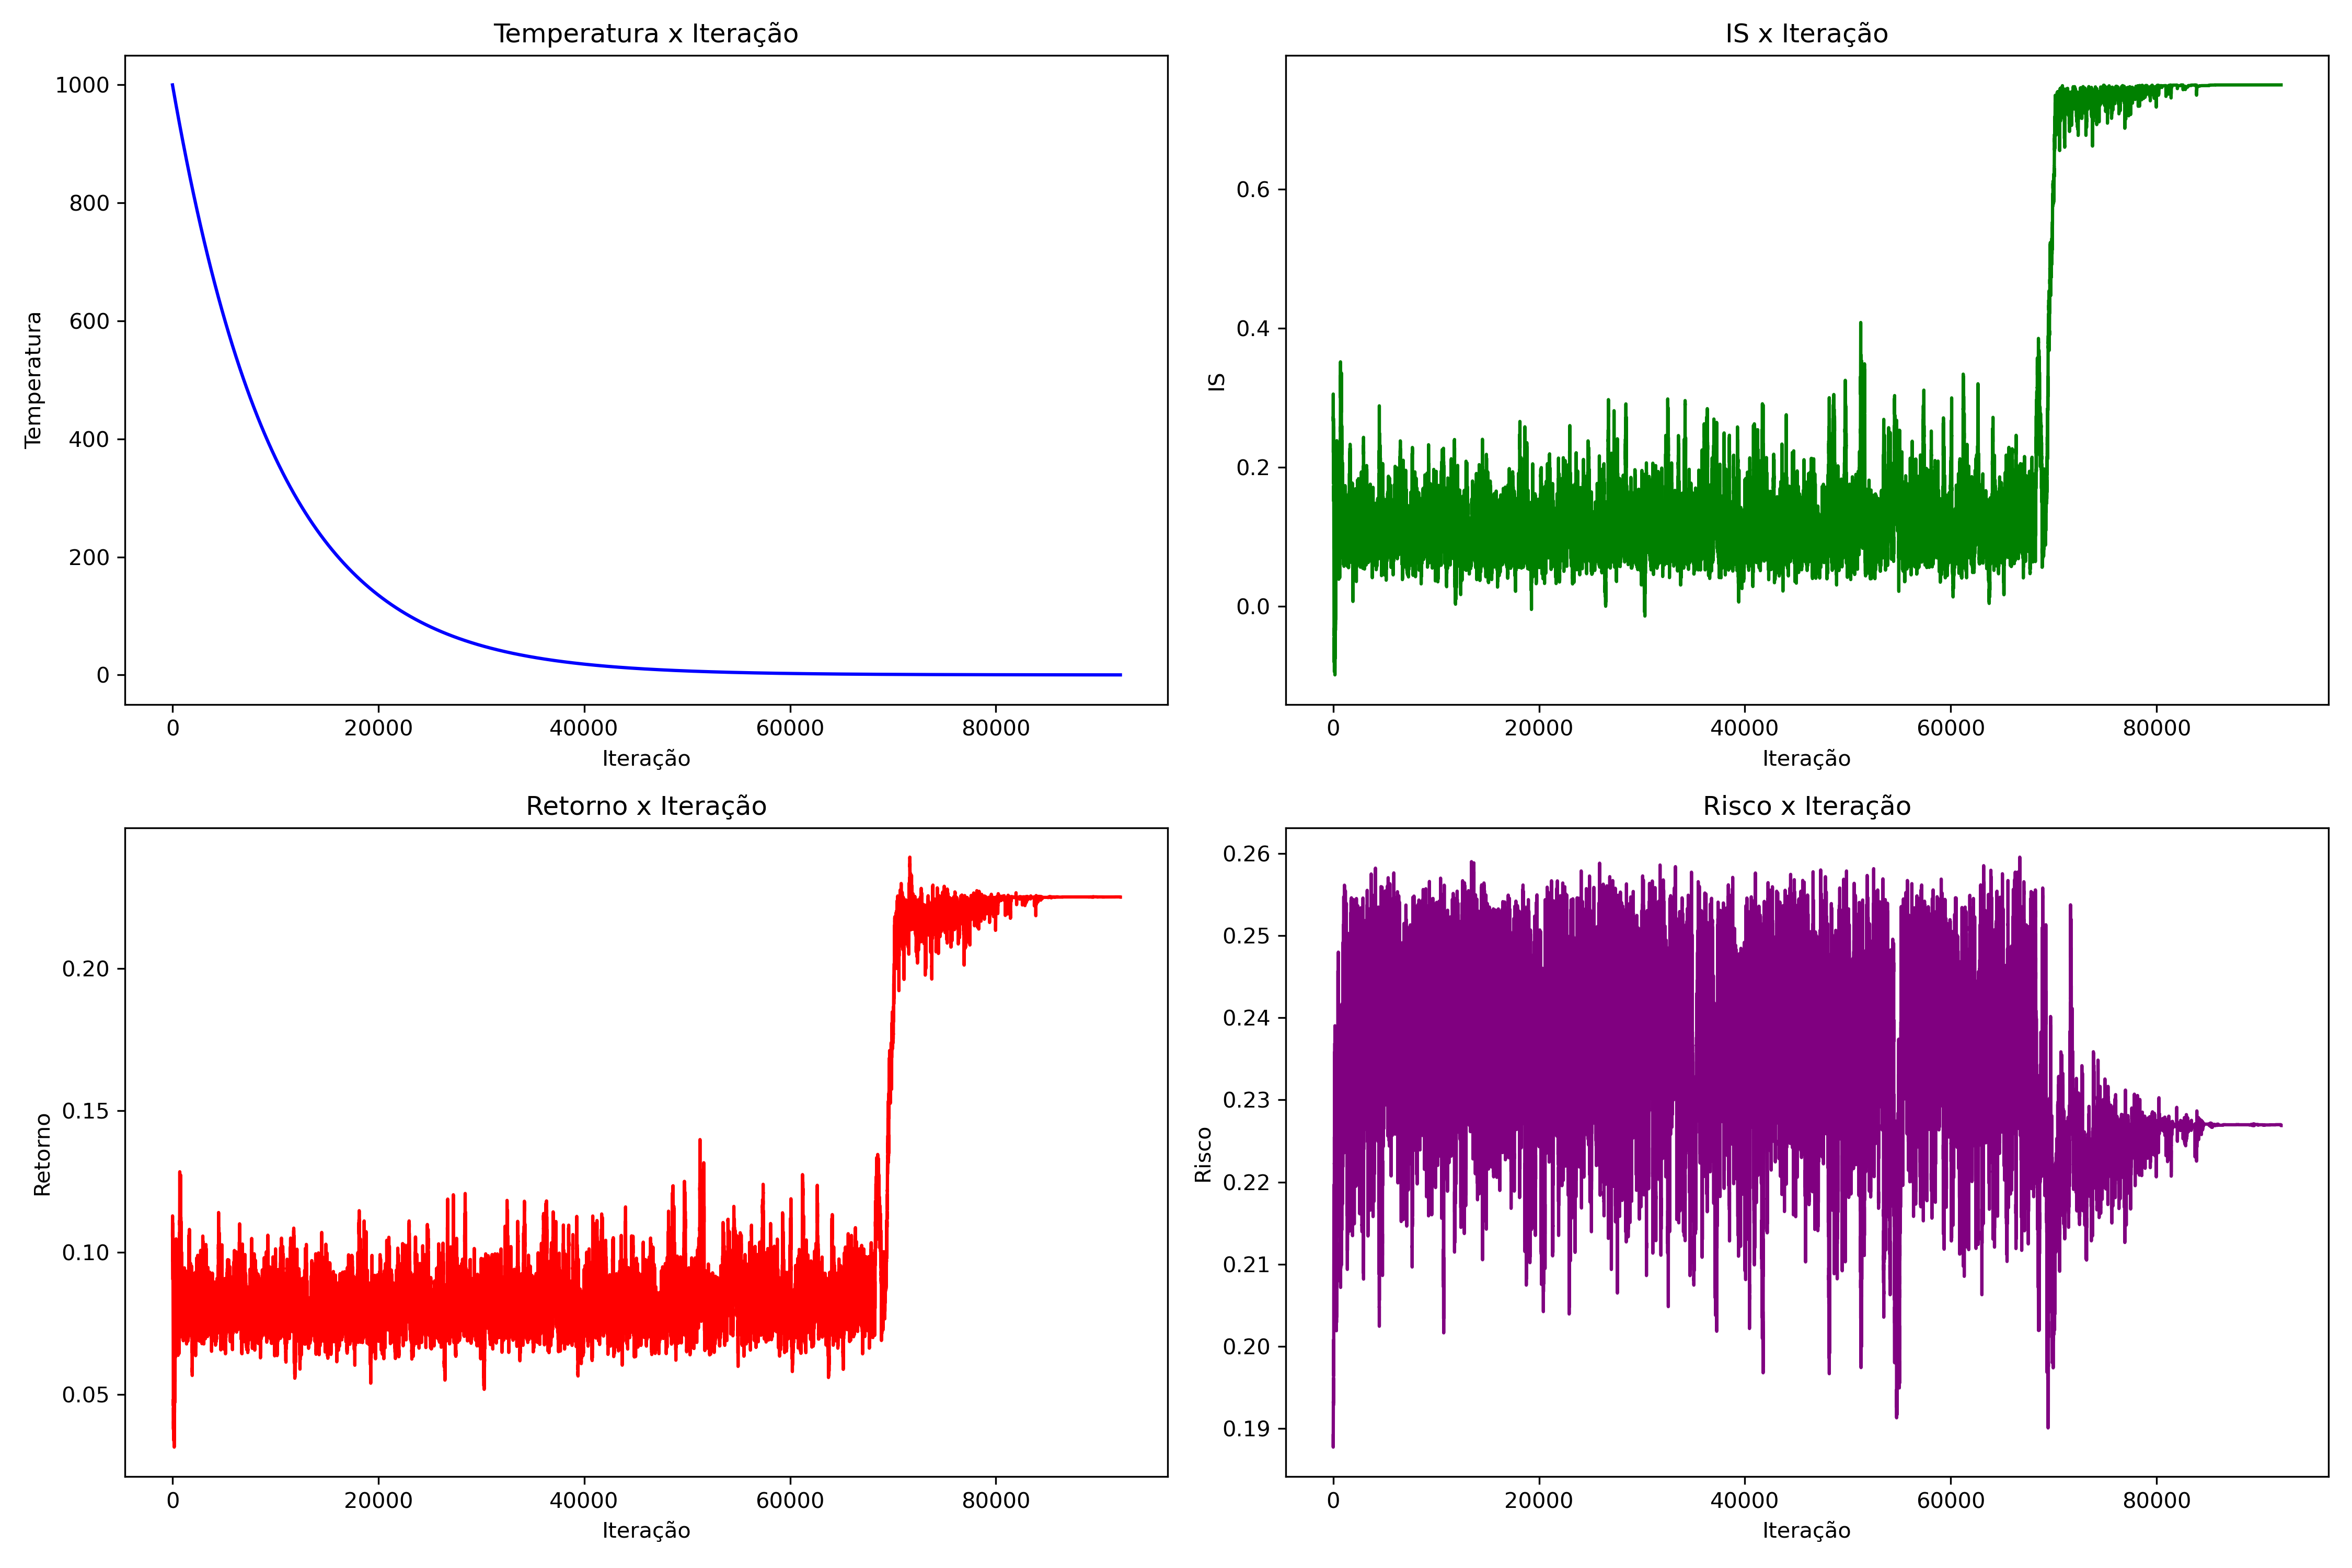 Temperatura x Iteração
1000
800
600
400
200
0
Temperatura
0 20000 40000 60000 80000
Iteração
IS x Iteração
0.6
0.4
0.2
0.0
IS
0 20000 40000 60000 80000
Iteração
Retorno x Iteração
0.20
0.15
0.10
0.05
Retorno
0 20000 40000 60000 80000
Iteração
Risco x Iteração
0.26
0.25
0.24
0.23
0.22
0.21
0.20
0.19
Risco
0 20000 40000 60000 80000
Iteração